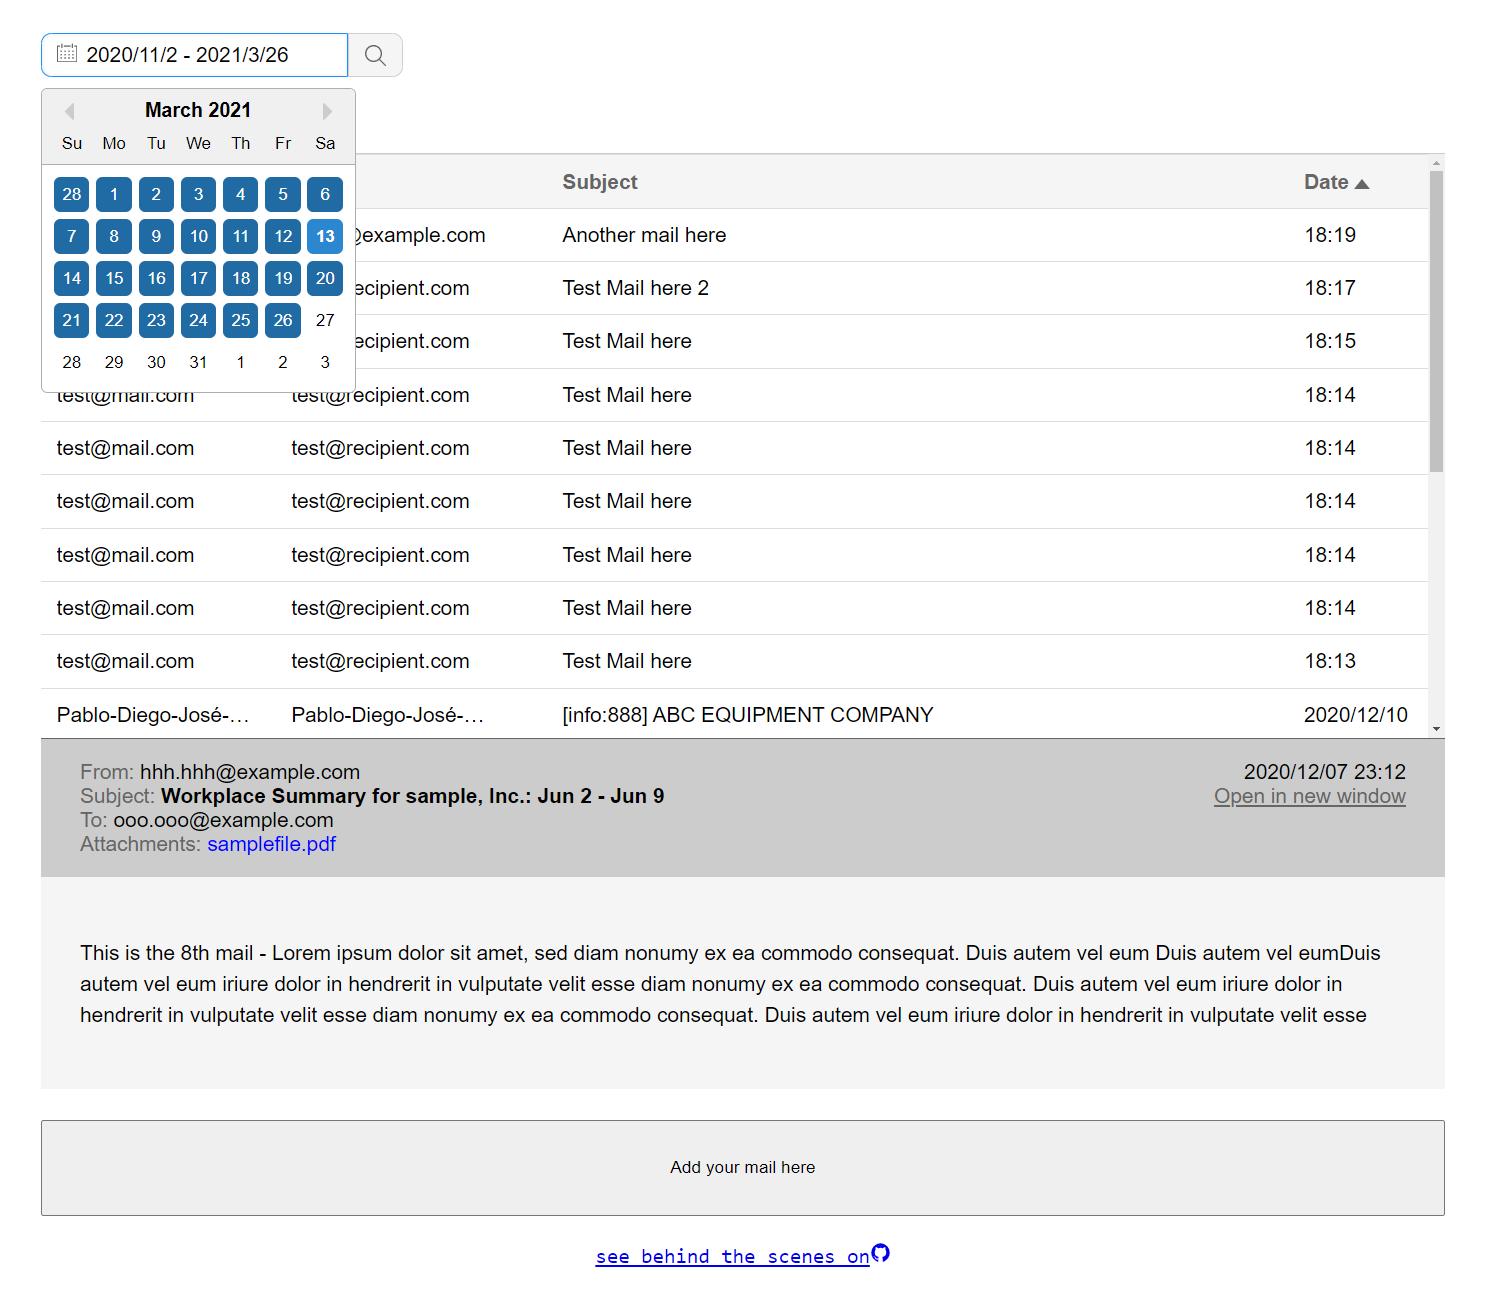 2020/11/2 - 2021/3/26
March 2021
Su Mo Tu We Th Fr Sa
28 1 2 3 4 5 6
7 8 9 10 11 12 13
14 15 16 17 18 19 20
21 22 23 24 25 26 27
28 29 30 31 1 2 3
Subject Date
@example.com Another mail here 18:19
ecipient.com Test Mail here 2 18:17
ecipient.com Test Mail here 18:15
test@mail.com test@recipient.com Test Mail here 18:14
test@mail.com test@recipient.com Test Mail here 18:14
test@mail.com test@recipient.com Test Mail here 18:14
test@mail.com test@recipient.com Test Mail here 18:14
test@mail.com test@recipient.com Test Mail here 18:14
test@mail.com test@recipient.com Test Mail here 18:13
Pablo-Diego-José-… Pablo-Diego-José-… [info:888] ABC EQUIPMENT COMPANY 2020/12/10
From: hhh.hhh@example.com 2020/12/07 23:12
Subject: Workplace Summary for sample, Inc.: Jun 2 - Jun 9 Open in new window
To: ooo.ooo@example.com
Attachments: samplefile.pdf
This is the 8th mail - Lorem ipsum dolor sit amet, sed diam nonumy ex ea commodo consequat. Duis autem vel eum Duis autem vel eumDuis
autem vel eum iriure dolor in hendrerit in vulputate velit esse diam nonumy ex ea commodo consequat. Duis autem vel eum iriure dolor in
hendrerit in vulputate velit esse diam nonumy ex ea commodo consequat. Duis autem vel eum iriure dolor in hendrerit in vulputate velit esse
Add your mail here
see behind the scenes on